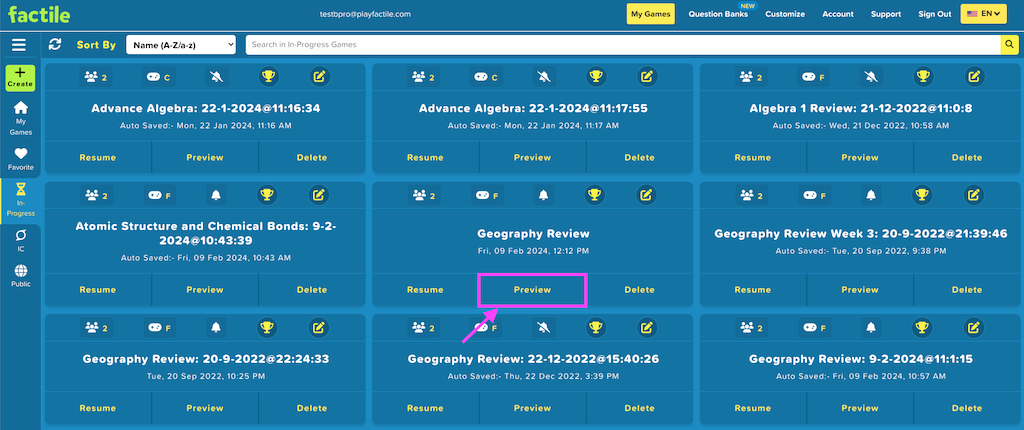 factile
testbpro@playfactile.com
My Games
Question Banks
NEW
Customize
Account
Support
Sign Out
EN
Sort By
Name (A-Z/a-z)
Search in In-Progress Games
Create
My
Games
Favorite
In-
Progress
IC
Public
2 C
Advance Algebra: 22-1-2024@11:16:34
Auto Saved:- Mon, 22 Jan 2024, 11:16 AM
Resume Preview Delete
2 C
Advance Algebra: 22-1-2024@11:17:55
Auto Saved:- Mon, 22 Jan 2024, 11:17 AM
Resume Preview Delete
2 F
Algebra 1 Review: 21-12-2022@11:0:8
Auto Saved:- Wed, 21 Dec 2022, 10:58 AM
Resume Preview Delete
2 F
Atomic Structure and Chemical Bonds: 9-2-
2024@10:43:39
Auto Saved:- Fri, 09 Feb 2024, 10:43 AM
Resume Preview Delete
2 F
Geography Review
Fri, 09 Feb 2024, 12:12 PM
Resume Preview Delete
2 F
Geography Review Week 3: 20-9-2022@21:39:46
Auto Saved:- Tue, 20 Sep 2022, 9:38 PM
Resume Preview Delete
2 F
Geography Review: 20-9-2022@22:24:33
Tue, 20 Sep 2022, 10:25 PM
Resume Preview Delete
2 F
Geography Review: 22-12-2022@15:40:26
Auto Saved:- Thu, 22 Dec 2022, 3:39 PM
Resume Preview Delete
2 F
Geography Review: 9-2-2024@11:1:15
Auto Saved:- Fri, 09 Feb 2024, 10:57 AM
Resume Preview Delete